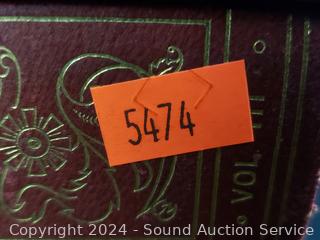 5474
VOL. III
Copyright 2024 - Sound Auction Service